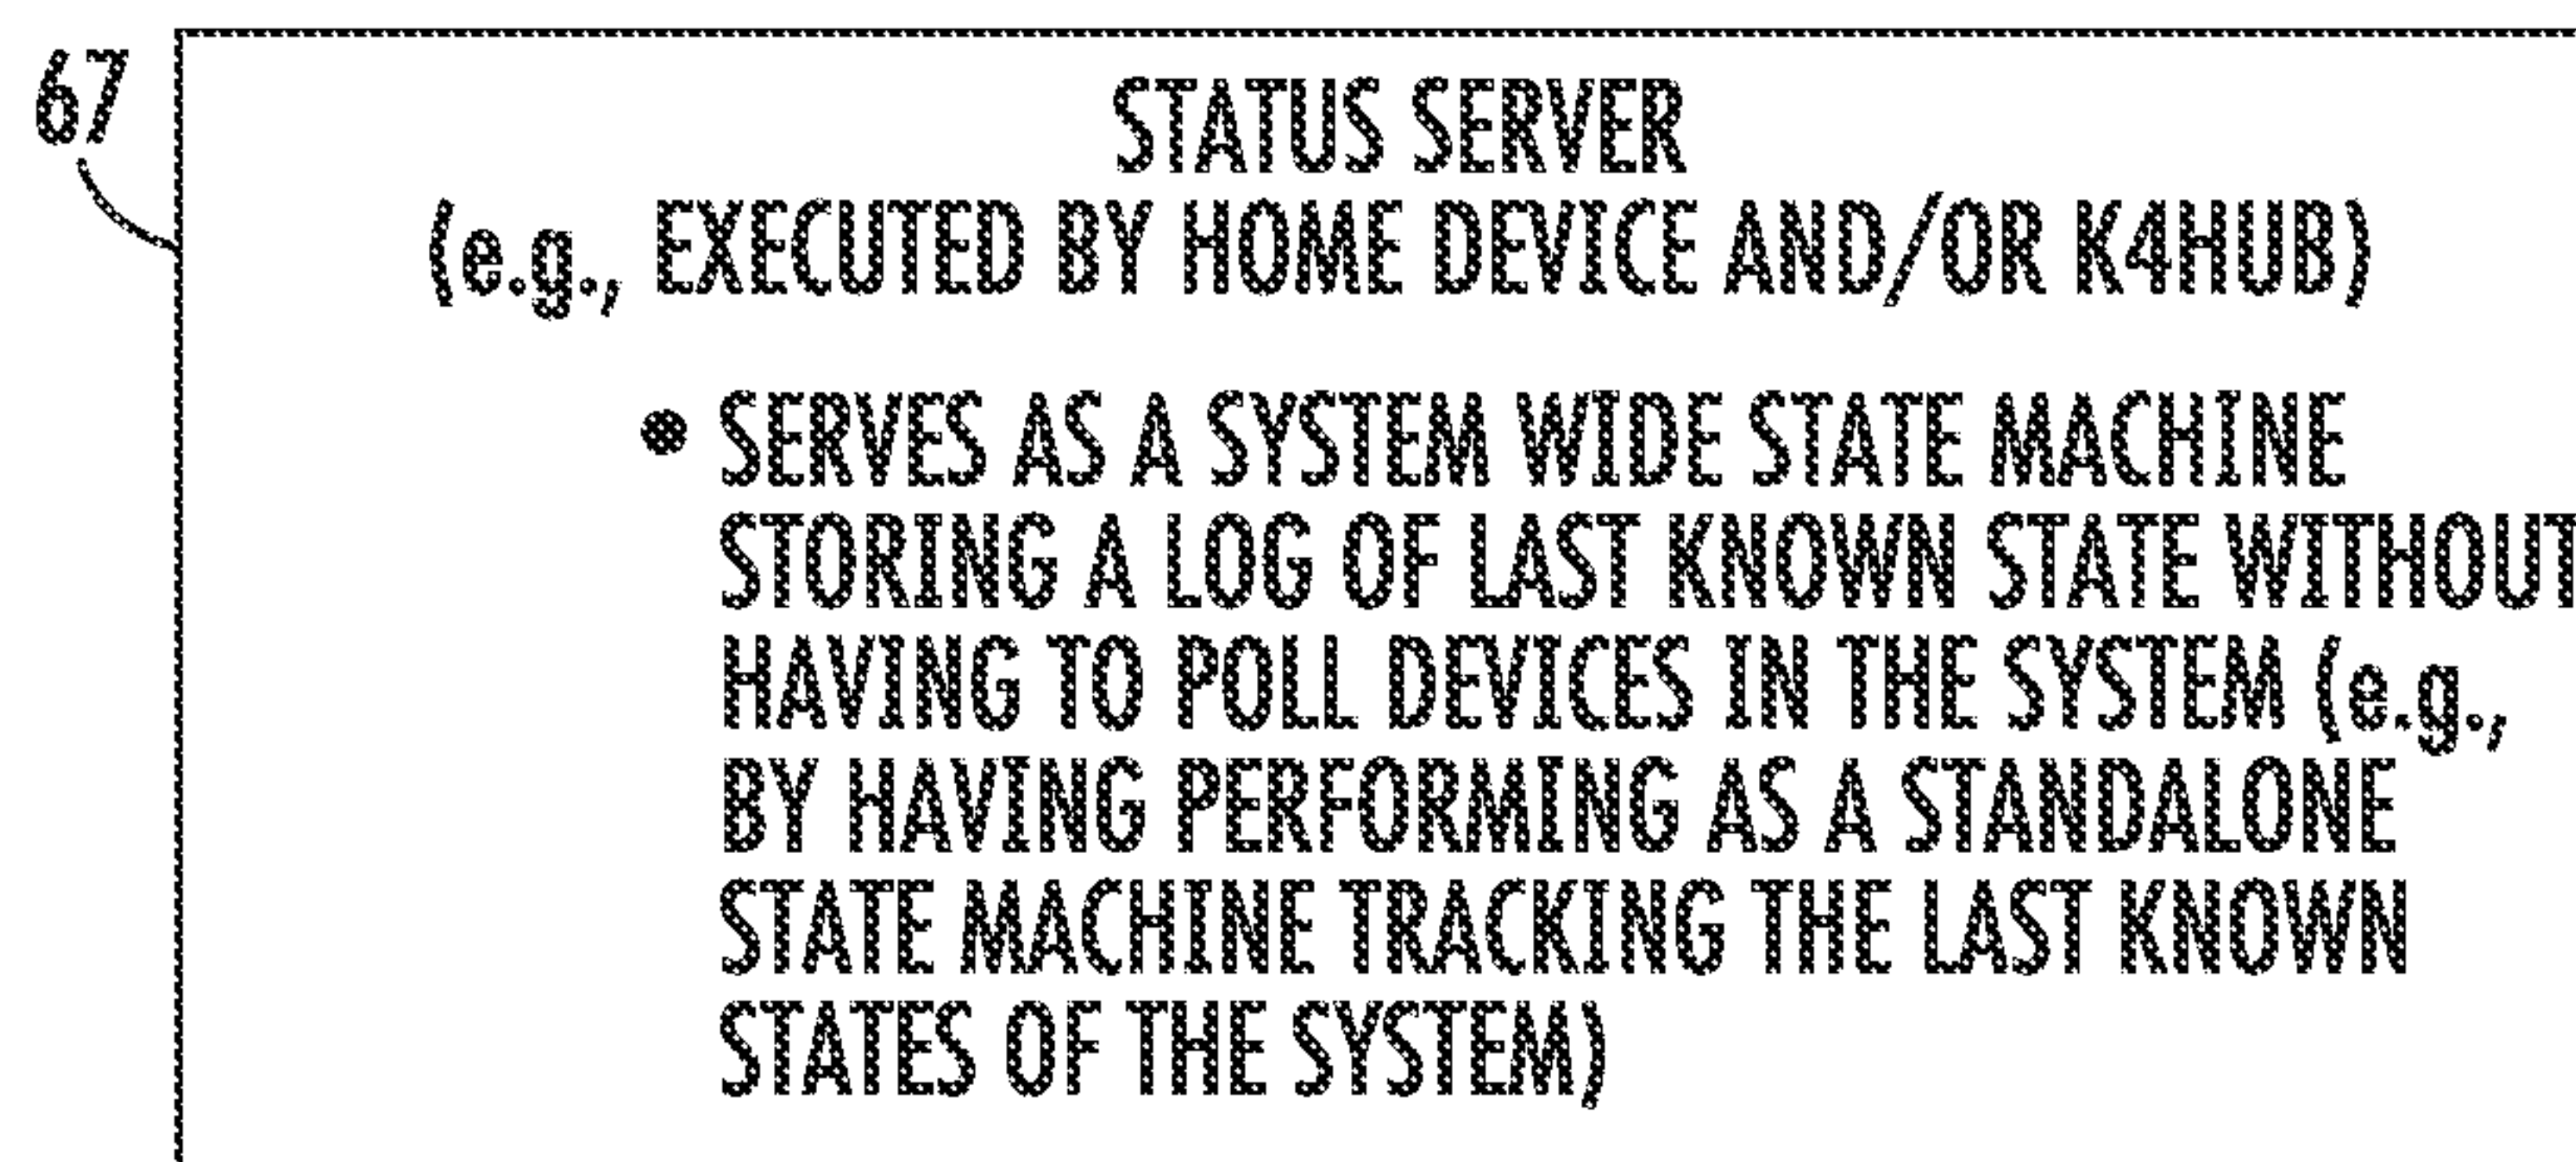 67
STATUS SERVER
(e.g., EXECUTED BY HOME DEVICE AND/OR K4HUB)
• SERVES AS A SYSTEM WIDE STATE MACHINE
STORING A LOG OF LAST KNOWN STATE WITHOUT
HAVING TO POLL DEVICES IN THE SYSTEM (e.g.,
BY HAVING PERFORMING AS A STANDALONE
STATE MACHINE TRACKING THE LAST KNOWN
STATES OF THE SYSTEM)